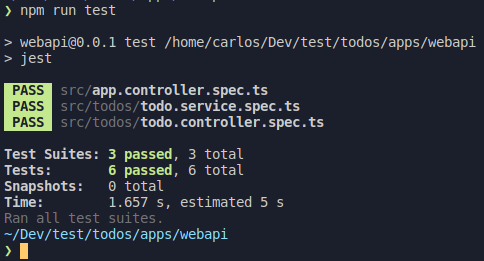 ❯ npm run test
> webapi@0.0.1 test /home/carlos/Dev/test/todos/apps/webapi
> jest
PASS src/app.controller.spec.ts
PASS src/todos/todo.service.spec.ts
PASS src/todos/todo.controller.spec.ts
Test Suites: 3 passed, 3 total
Tests:       6 passed, 6 total
Snapshots:   0 total
Time:        1.657 s, estimated 5 s
Ran all test suites.
~/Dev/test/todos/apps/webapi
❯